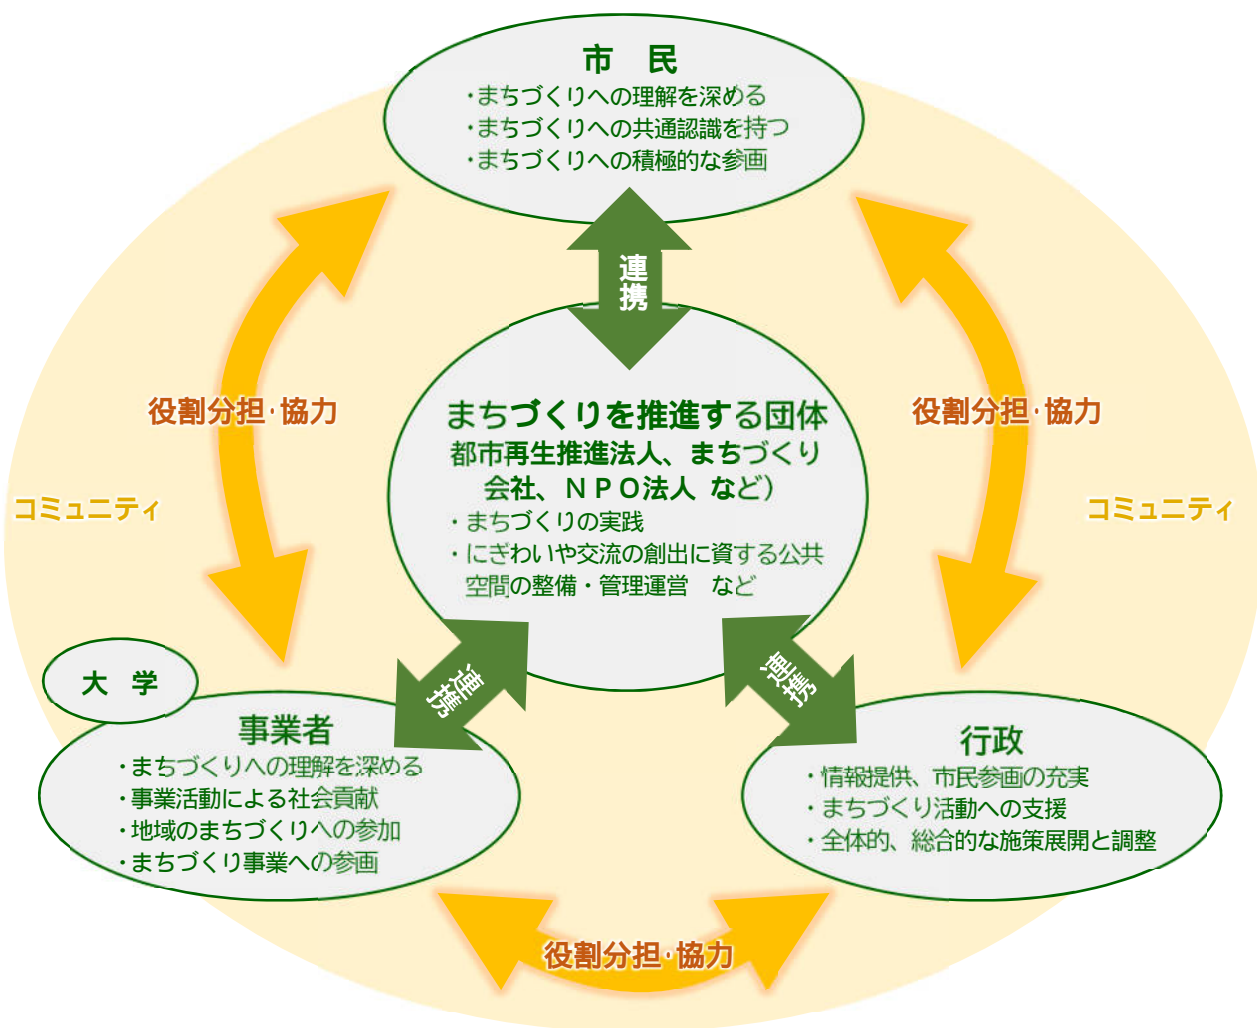 市　民
・まちづくりへの理解を深める
・まちづくりへの共通認識を持つ
・まちづくりへの積極的な参画
連携
役割分担・協力
役割分担・協力
まちづくりを推進する団体
都市再生推進法人、まちづくり
会社、ＮＰＯ法人 など）
・まちづくりの実践
・にぎわいや交流の創出に資する公共
空間の整備・管理運営　など
コミュニティ
コミュニティ
連携
連携
大　学
事業者
・まちづくりへの理解を深める
・事業活動による社会貢献
・地域のまちづくりへの参加
・まちづくり事業への参画
行政
・情報提供、市民参画の充実
・まちづくり活動への支援
・全体的、総合的な施策展開と調整
役割分担・協力